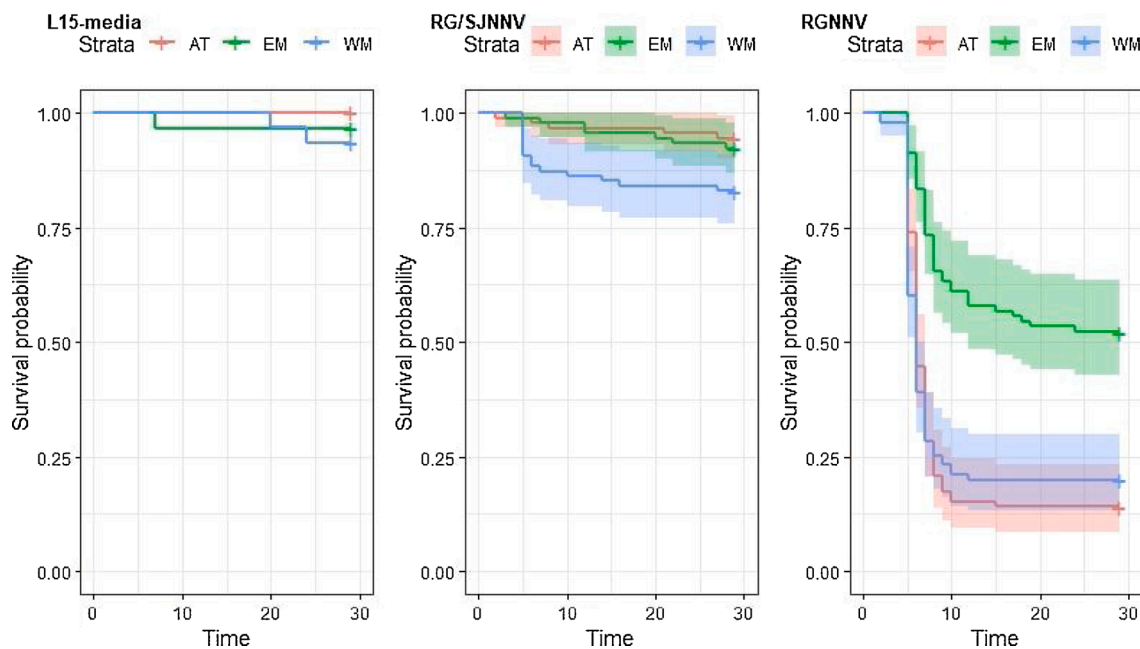 L15-media
Strata AT EM WM
Survival probability
1.00
0.75
0.50
0.25
0.00
0 10 20 30
Time
RG/SJNNV
Strata AT EM WM
Survival probability
1.00
0.75
0.50
0.25
0.00
0 10 20 30
Time
RGNNV
Strata AT EM WM
Survival probability
1.00
0.75
0.50
0.25
0.00
0 10 20 30
Time